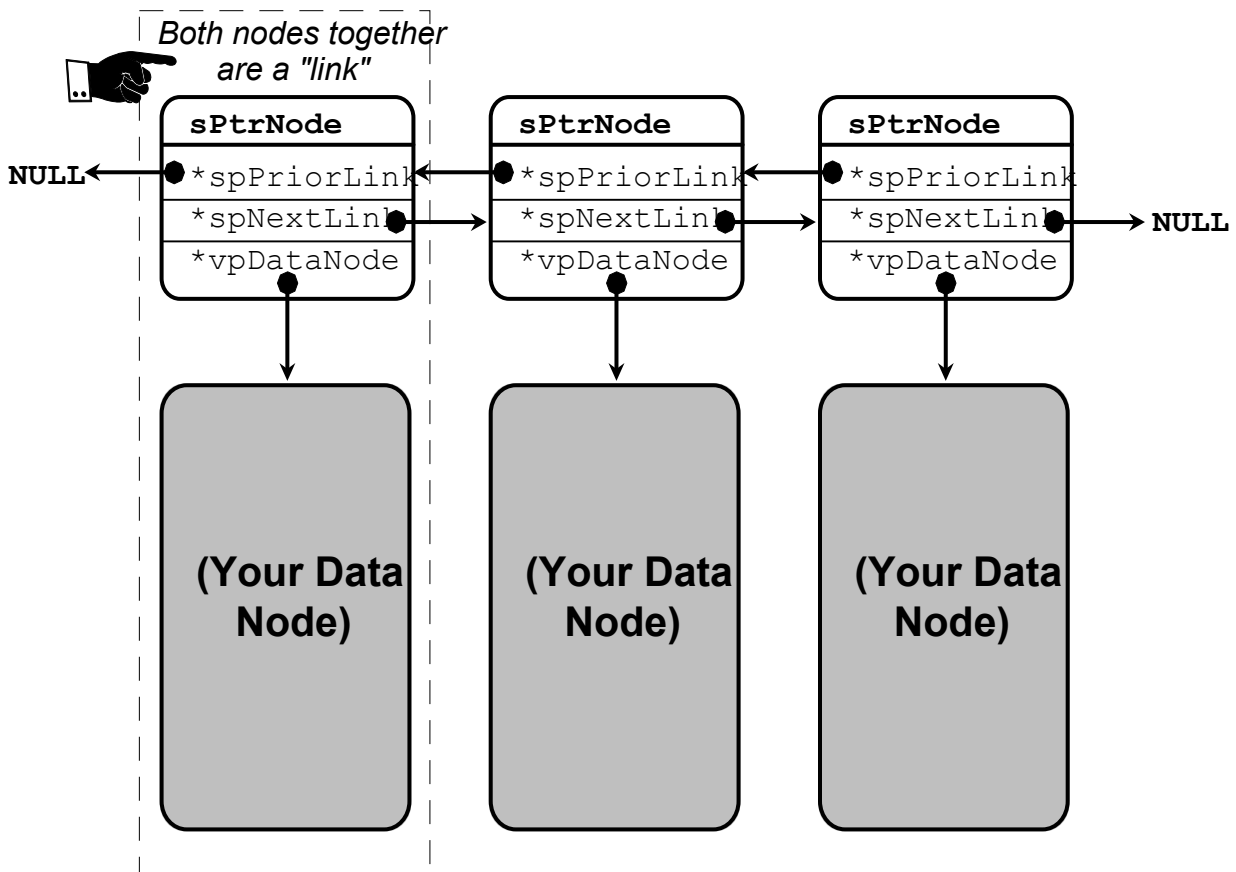 Both nodes together
are a "link"
sPtrNode
sPtrNode
sPtrNode
NULL
*spPriorLink
*spPriorLink
*spPriorLink
*spNextLink
*spNextLink
*spNextLink
NULL
*vpDataNode
*vpDataNode
*vpDataNode
(Your Data
Node)
(Your Data
Node)
(Your Data
Node)